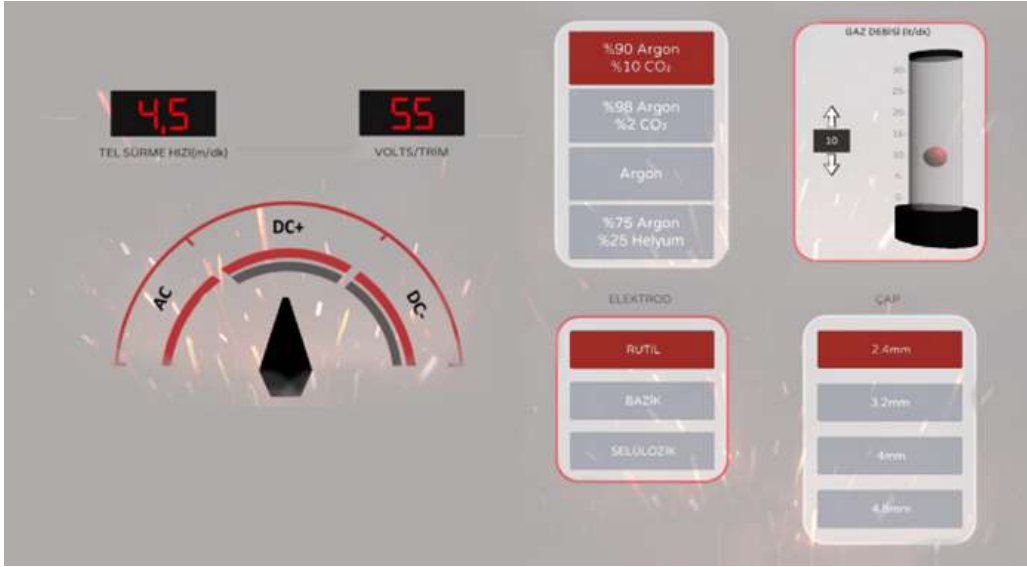 4,5
TEL SÜRME HIZI(m/dk)
55
VOLTS/TRİM
AC
DC+
DC-
%90 Argon
%10 CO₂
%98 Argon
%2 CO₂
Argon
%75 Argon
%25 Helyum
GAZ DEBİSİ (lt/dk)
30
25
20
15
10
5
0
10
ELEKTROD
RUTİL
BAZİK
SELÜLOZİK
ÇAP
2.4mm
3.2mm
4mm
4.8mm